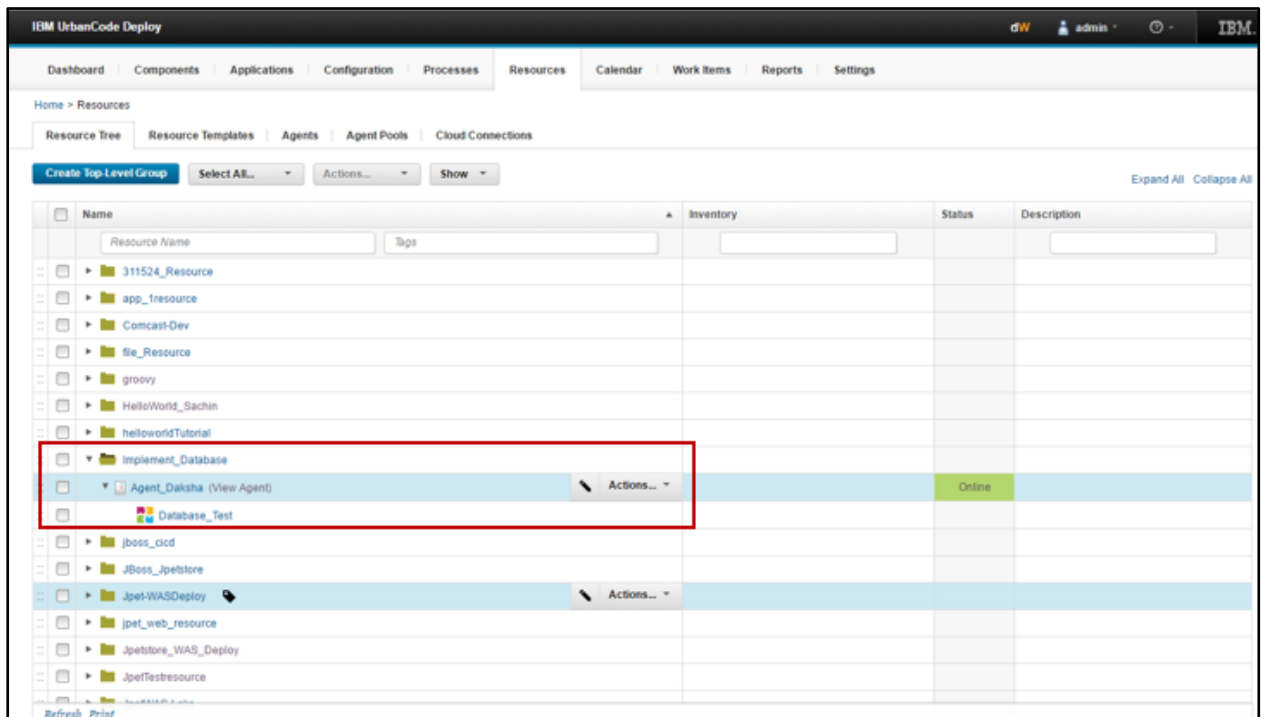 IBM UrbanCode Deploy dW admin IBM.
Dashboard Components Applications Configuration Processes Resources Calendar Work Items Reports Settings
Home > Resources
Resource Tree Resource Templates Agents Agent Pools Cloud Connections
Create Top-Level Group Select All... Actions... Show Expand All Collapse All
Name Inventory Status Description
Resource Name Tags
311524_Resource
app_1resource
Comcast-Dev
file_Resource
groovy
HelloWorld_Sachin
helloworldTutorial
Implement_Database
Agent_Daksha (View Agent) Actions... Online
Database_Test
jboss_cicd
JBoss_Jpetstore
Jpet-WASDeploy Actions...
jpet_web_resource
Jpetstore_WAS_Deploy
JpetTestresource
Refresh Print